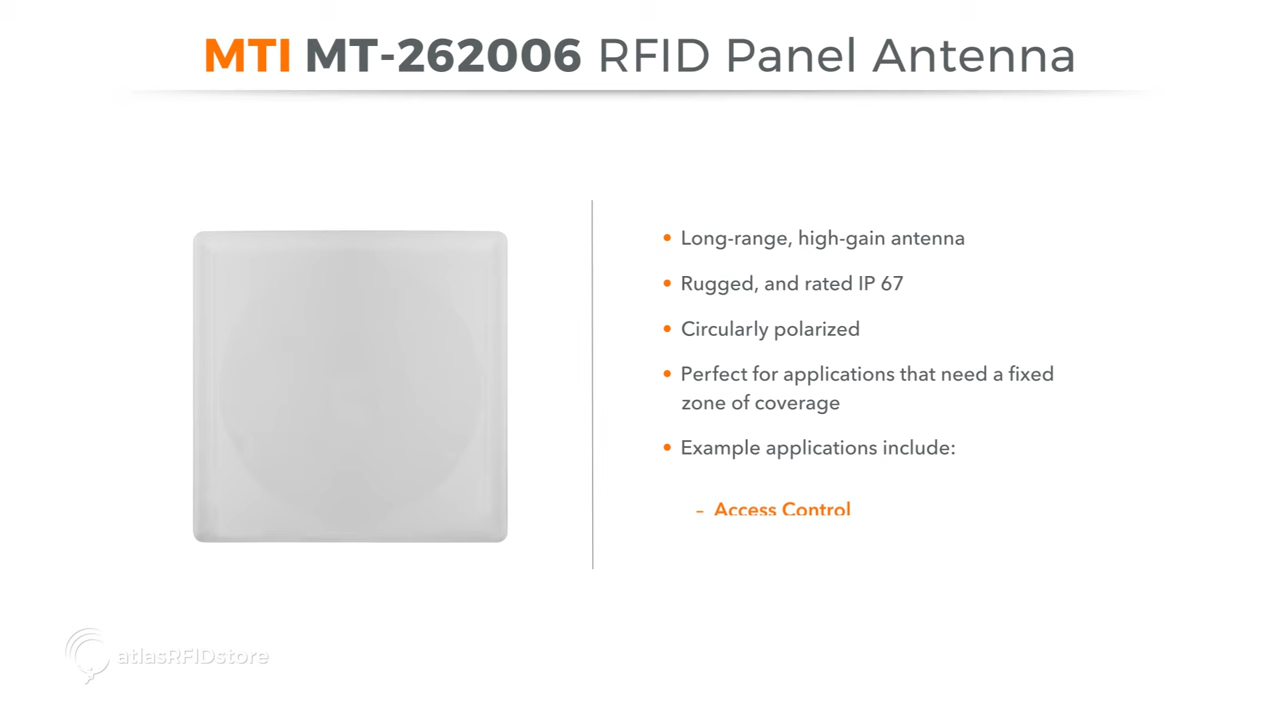 MTI MT-262006 RFID Panel Antenna
• Long-range, high-gain antenna
• Rugged, and rated IP 67
• Circularly polarized
• Perfect for applications that need a fixed
zone of coverage
• Example applications include:
– Access Control
atlasRFIDstore